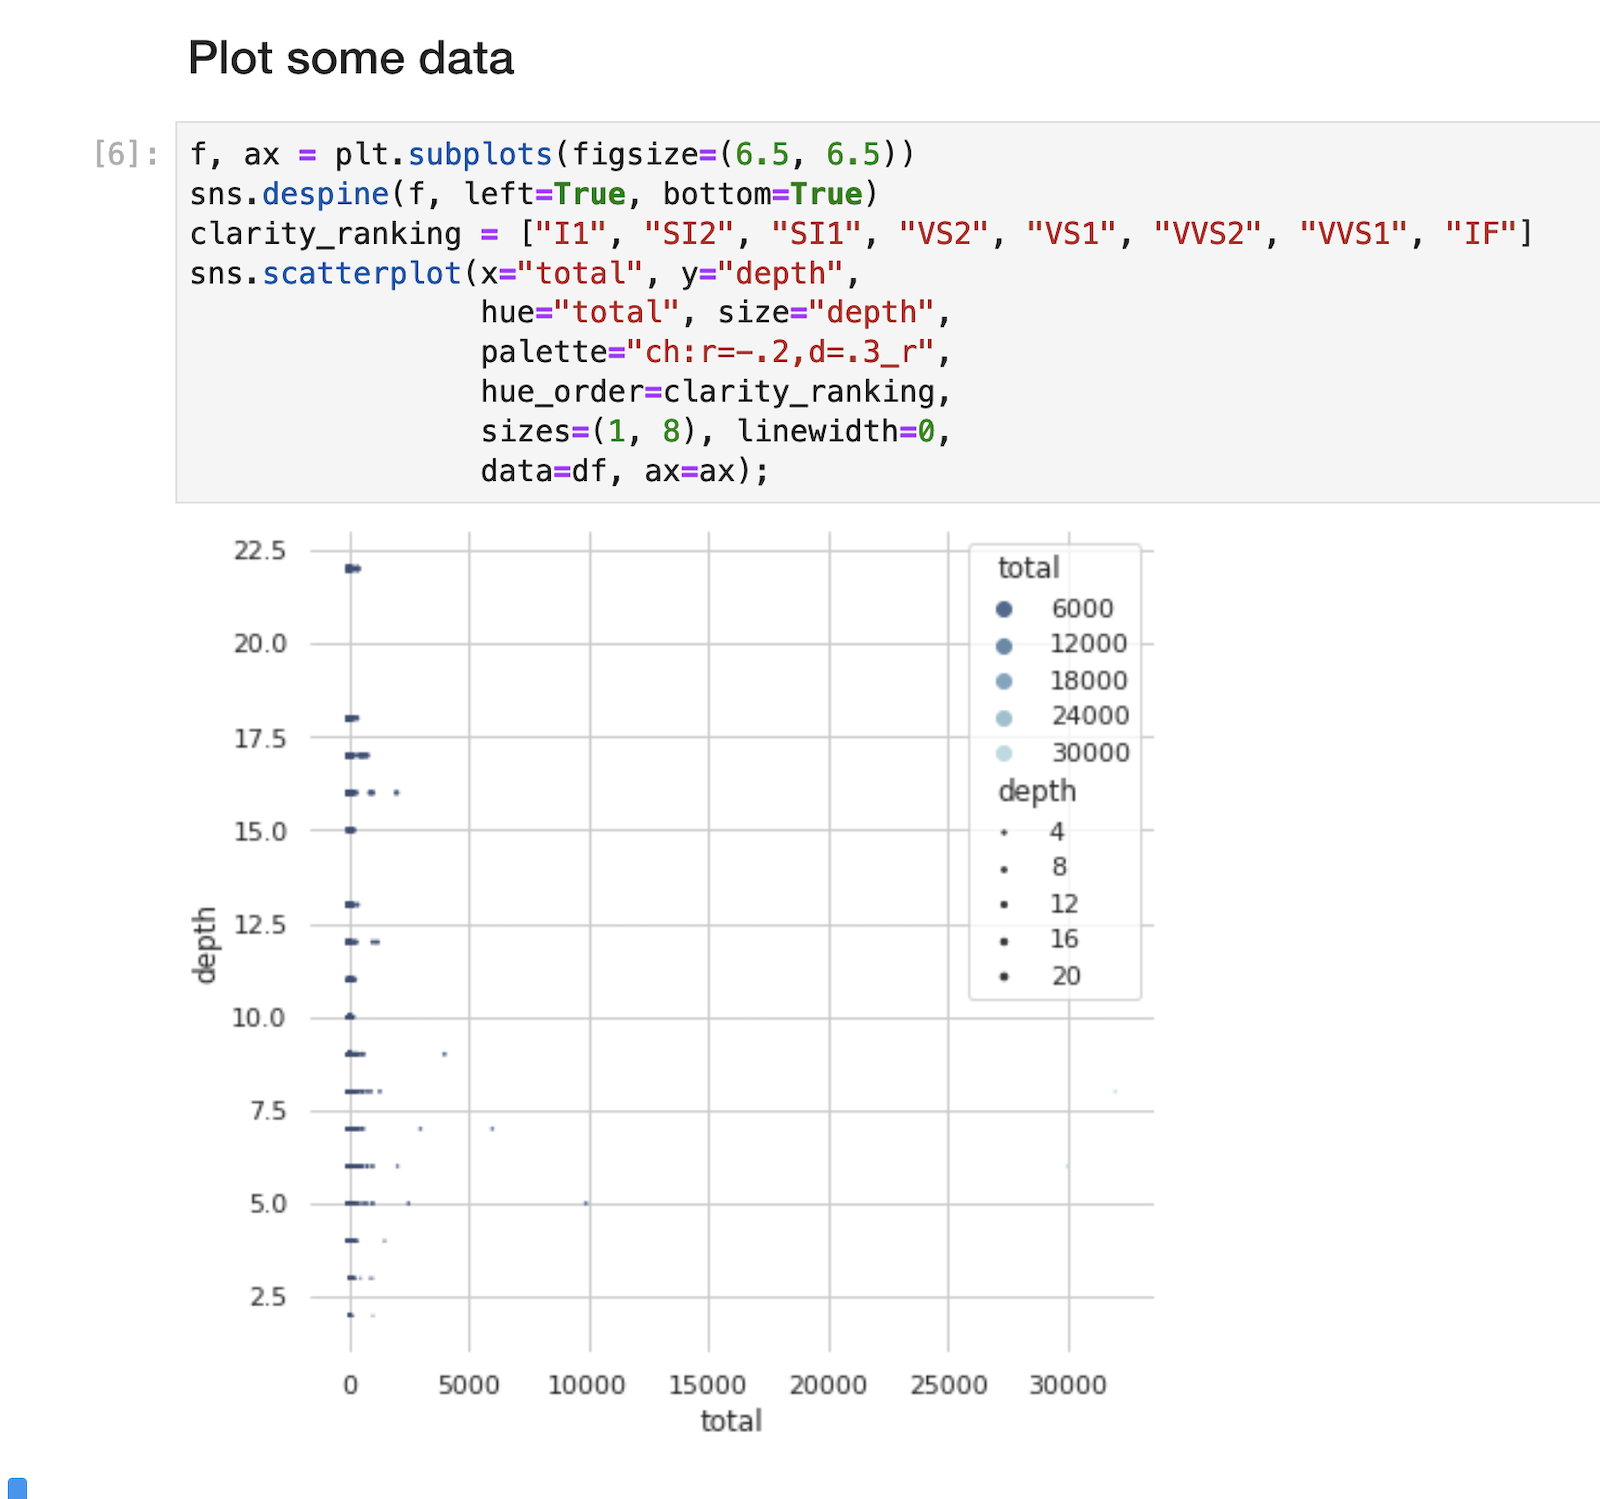 Plot some data
[6]:
f, ax = plt.subplots(figsize=(6.5, 6.5))
sns.despine(f, left=True, bottom=True)
clarity_ranking = ["I1", "SI2", "SI1", "VS2", "VS1", "VVS2", "VVS1", "IF"]
sns.scatterplot(x="total", y="depth",
hue="total", size="depth",
palette="ch:r=-.2,d=.3_r",
hue_order=clarity_ranking,
sizes=(1, 8), linewidth=0,
data=df, ax=ax);
22.5
20.0
17.5
15.0
12.5
10.0
7.5
5.0
2.5
depth
total
6000
12000
18000
24000
30000
depth
4
8
12
16
20
0 5000 10000 15000 20000 25000 30000
total